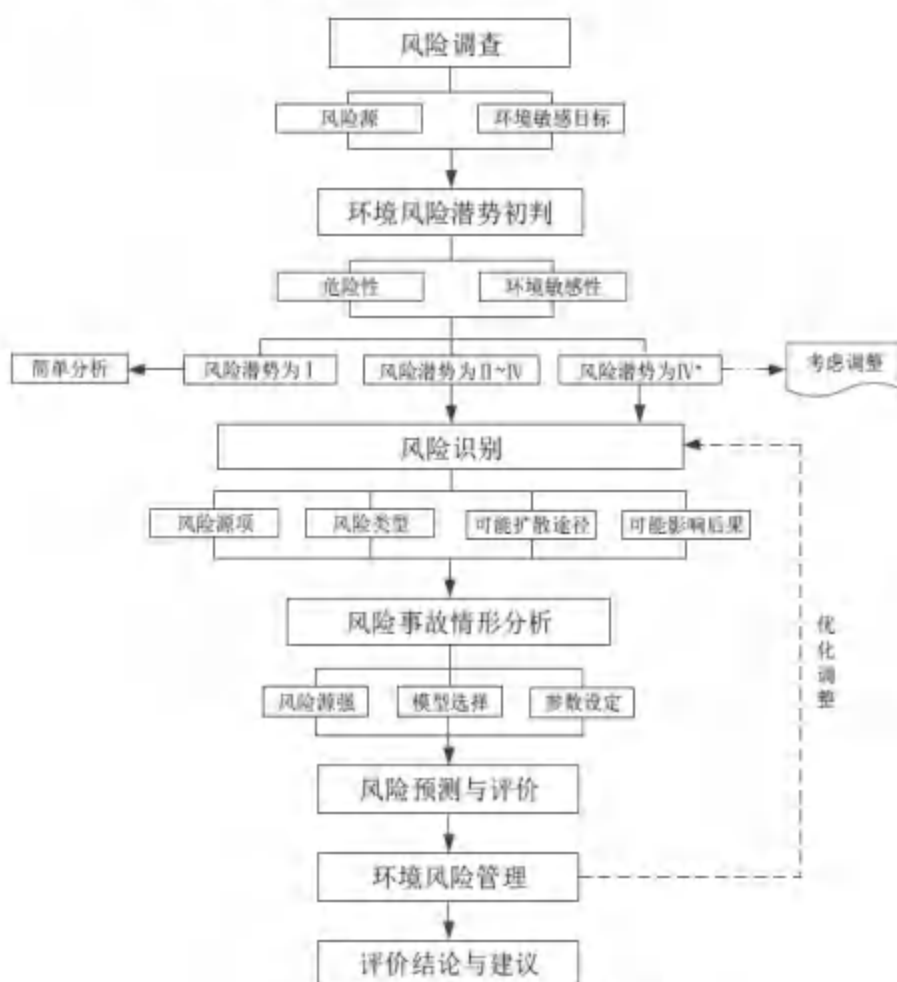 风险调查
风险源
环境敏感目标
环境风险潜势初判
危险性
环境敏感性
简单分析
风险潜势为Ⅰ
风险潜势为Ⅱ~Ⅳ
风险潜势为Ⅳ+
考虑调整
风险识别
风险源项
风险类型
可能扩散途径
可能影响后果
风险事故情形分析
优化调整
风险源强
模型选择
参数设定
风险预测与评价
环境风险管理
评价结论与建议